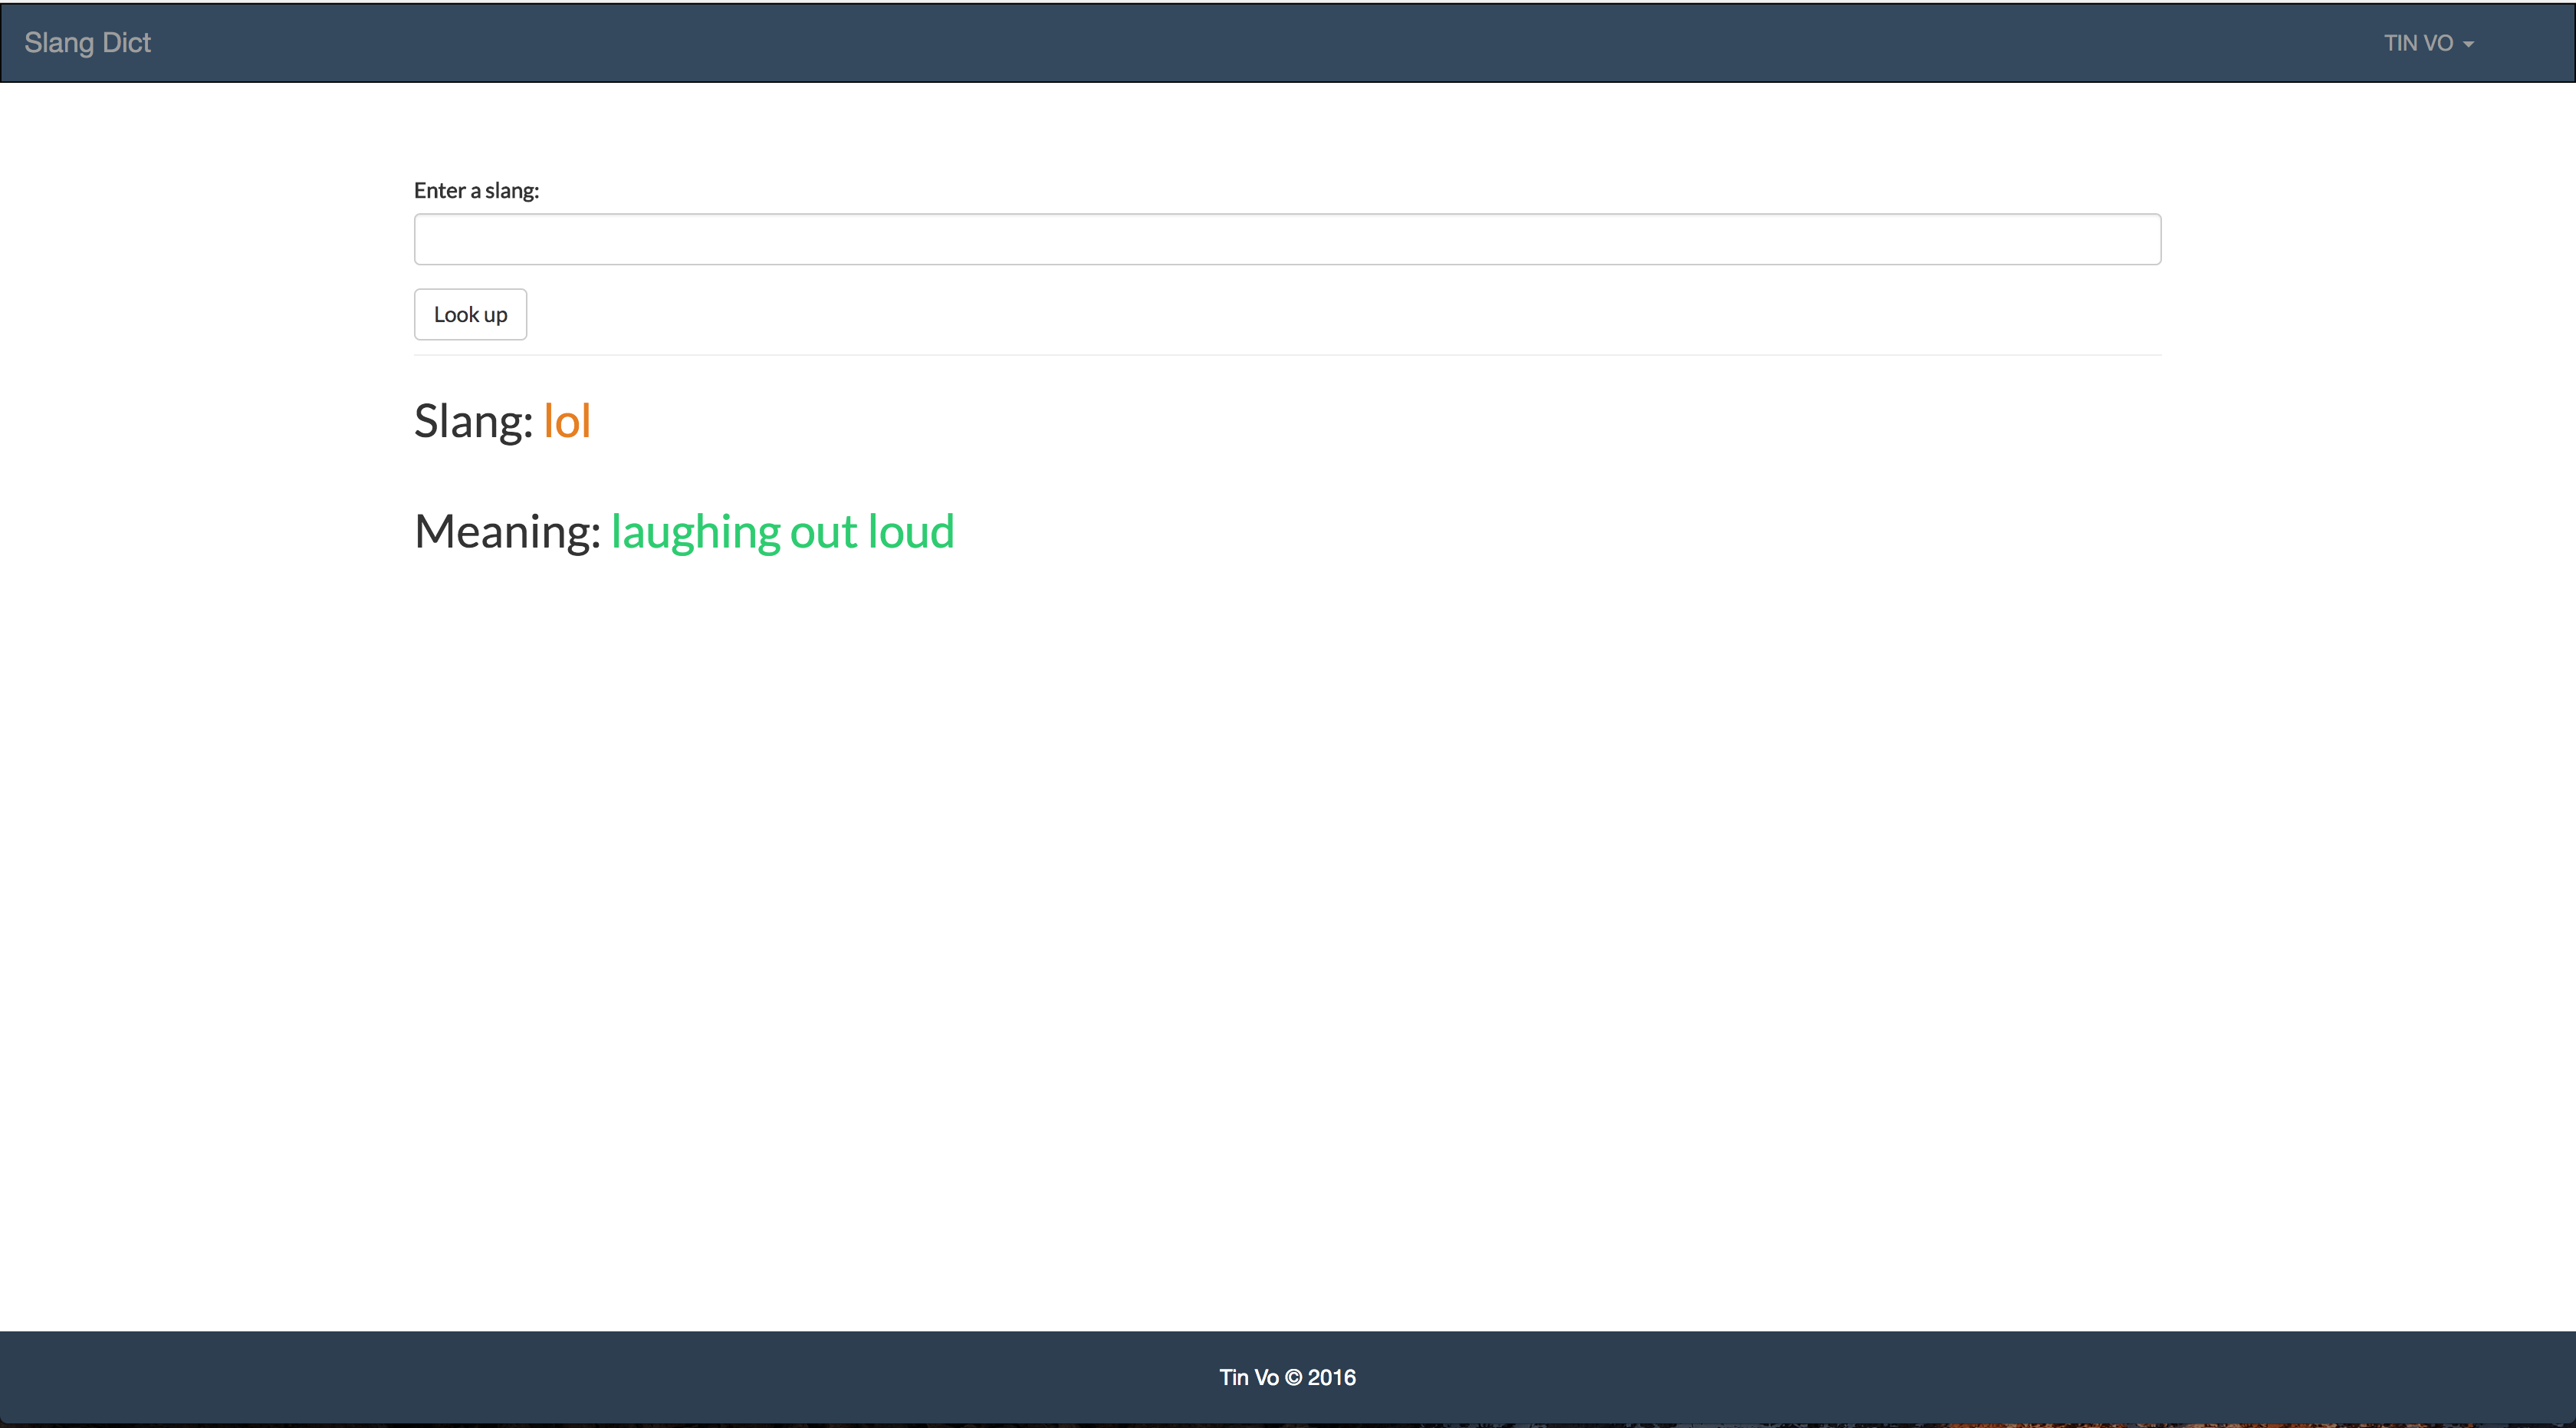 Slang Dict
TIN VO
Enter a slang:
Look up
Slang: lol
Meaning: laughing out loud
Tin Vo © 2016